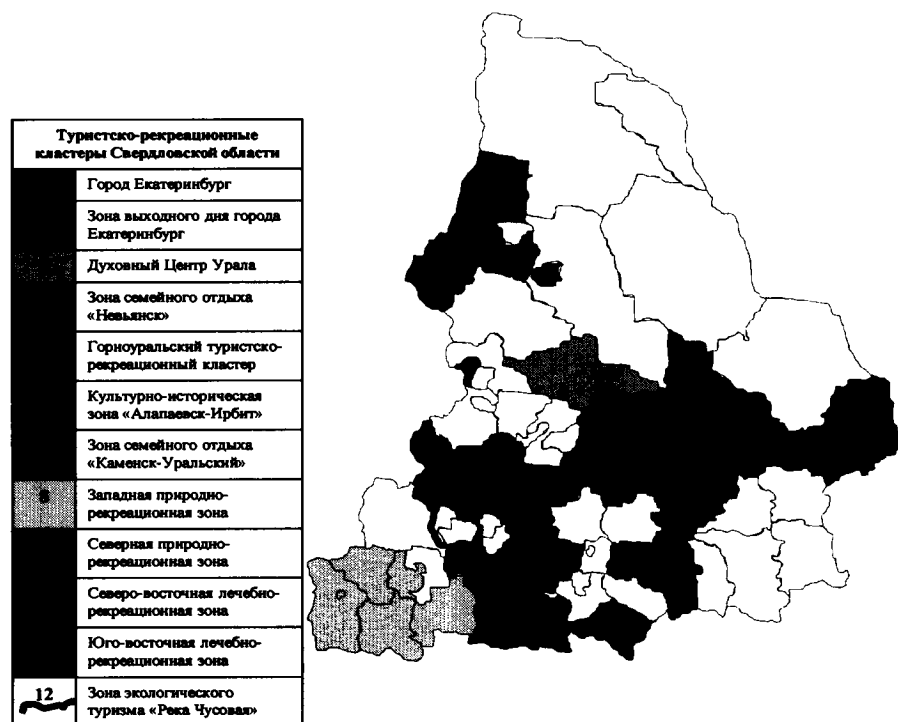 Туристско-рекреационные
кластеры Свердловской области
Город Екатеринбург
Зона выходного дня города
Екатеринбург
Духовный Центр Урала
Зона семейного отдыха
«Невьянск»
Горноуральский туристско-
рекреационный кластер
Культурно-историческая
зона «Алапаевск-Ирбит»
Зона семейного отдыха
«Каменск-Уральский»
8
Западная природно-
рекреационная зона
Северная природно-
рекреационная зона
Северо-восточная лечебно-
рекреационная зона
Юго-восточная лечебно-
рекреационная зона
12
Зона экологического
туризма «Река Чусовая»